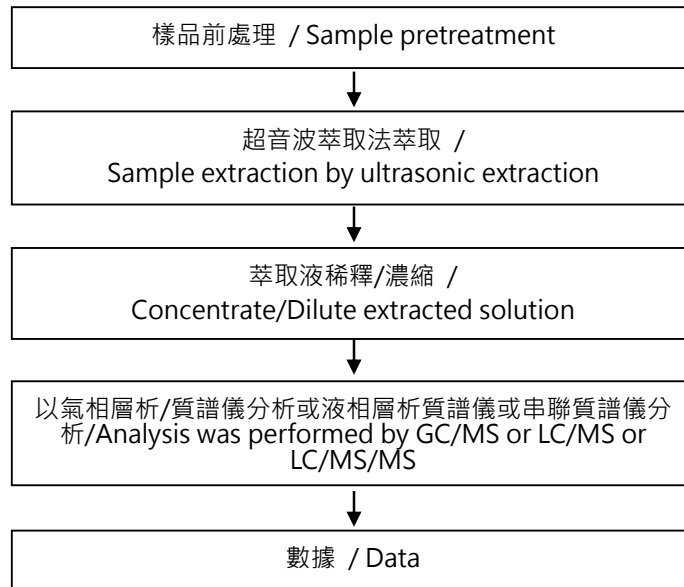 樣品前處理 / Sample pretreatment
超音波萃取法萃取 /
Sample extraction by ultrasonic extraction
萃取液稀釋/濃縮 /
Concentrate/Dilute extracted solution
以氣相層析/質譜儀分析或液相層析質譜儀或串聯質譜儀分
析/Analysis was performed by GC/MS or LC/MS or
LC/MS/MS
數據 / Data